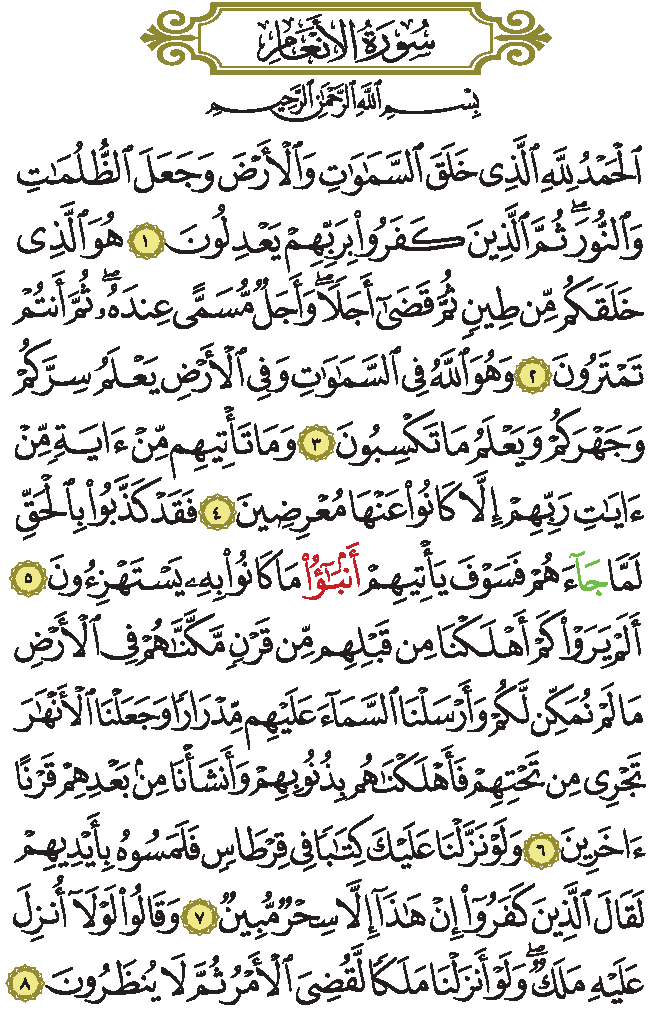 سُورَةُ الأَنْعَامِ
بِسْمِ اللَّهِ الرَّحْمَٰنِ الرَّحِيمِ
ٱلْحَمْدُ لِلَّهِ ٱلَّذِى خَلَقَ ٱلسَّمَٰوَٰتِ وَٱلْأَرْضَ وَجَعَلَ ٱلظُّلُمَٰتِ
وَٱلنُّورَ ۖ ثُمَّ ٱلَّذِينَ كَفَرُوا۟ بِرَبِّهِمْ يَعْدِلُونَ ١ هُوَ ٱلَّذِى
خَلَقَكُم مِّن طِينٍ ثُمَّ قَضَىٰٓ أَجَلًا ۖ وَأَجَلٌ مُّسَمًّى عِندَهُۥ ۖ ثُمَّ أَنتُمْ
تَمْتَرُونَ ٢ وَهُوَ ٱللَّهُ فِى ٱلسَّمَٰوَٰتِ وَفِى ٱلْأَرْضِ يَعْلَمُ سِرَّكُمْ
وَجَهْرَكُمْ وَيَعْلَمُ مَا تَكْسِبُونَ ٣ وَمَا تَأْتِيهِم مِّنْ ءَايَةٍ مِّنْ
ءَايَٰتِ رَبِّهِمْ إِلَّا كَانُوا۟ عَنْهَا مُعْرِضِينَ ٤ فَقَدْ كَذَّبُوا۟ بِٱلْحَقِّ
لَمَّا جَآءَهُمْ فَسَوْفَ يَأْتِيهِمْ أَنۢبَٰٓؤُا۟ مَا كَانُوا۟ بِهِۦ يَسْتَهْزِءُونَ ٥
أَلَمْ يَرَوْا۟ كَمْ أَهْلَكْنَا مِن قَبْلِهِم مِّن قَرْنٍ مَّكَّنَّٰهُمْ فِى ٱلْأَرْضِ
مَا لَمْ نُمَكِّن لَّكُمْ وَأَرْسَلْنَا ٱلسَّمَآءَ عَلَيْهِم مِّدْرَارًا وَجَعَلْنَا ٱلْأَنْهَٰرَ
تَجْرِى مِن تَحْتِهِمْ فَأَهْلَكْنَٰهُم بِذُنُوبِهِمْ وَأَنشَأْنَا مِنۢ بَعْدِهِمْ قَرْنًا
ءَاخَرِينَ ٦ وَلَوْ نَزَّلْنَا عَلَيْكَ كِتَٰبًا فِى قِرْطَاسٍ فَلَمَسُوهُ بِأَيْدِيهِمْ
لَقَالَ ٱلَّذِينَ كَفَرُوٓا۟ إِنْ هَٰذَآ إِلَّا سِحْرٌ مُّبِينٌ ٧ وَقَالُوا۟ لَوْلَآ أُنزِلَ
عَلَيْهِ مَلَكٌ ۖ وَلَوْ أَنزَلْنَا مَلَكًا لَّقُضِىَ ٱلْأَمْرُ ثُمَّ لَا يُنظَرُونَ ٨